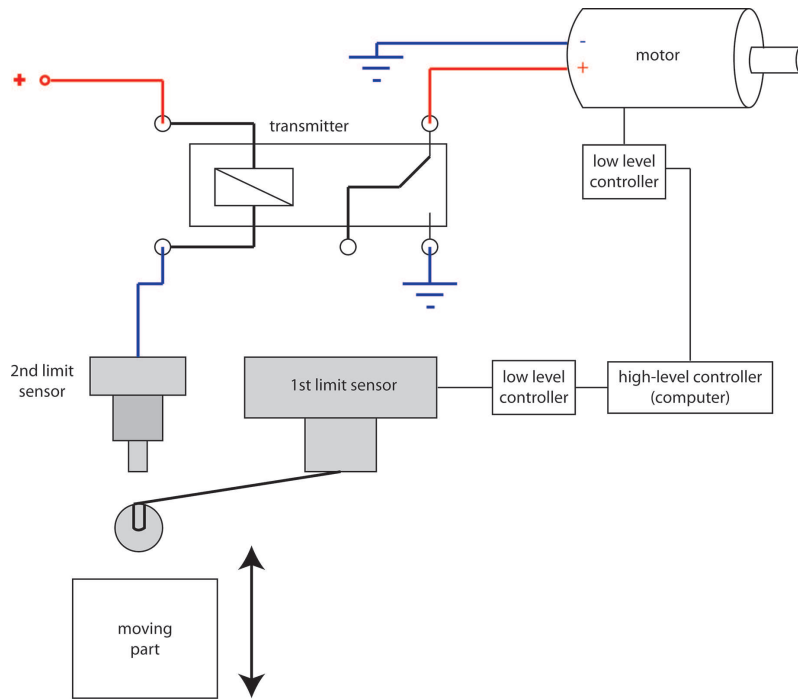 -
motor
+
+
transmitter
low level
controller
2nd limit
sensor
1st limit sensor
low level
controller
high-level controller
(computer)
moving
part